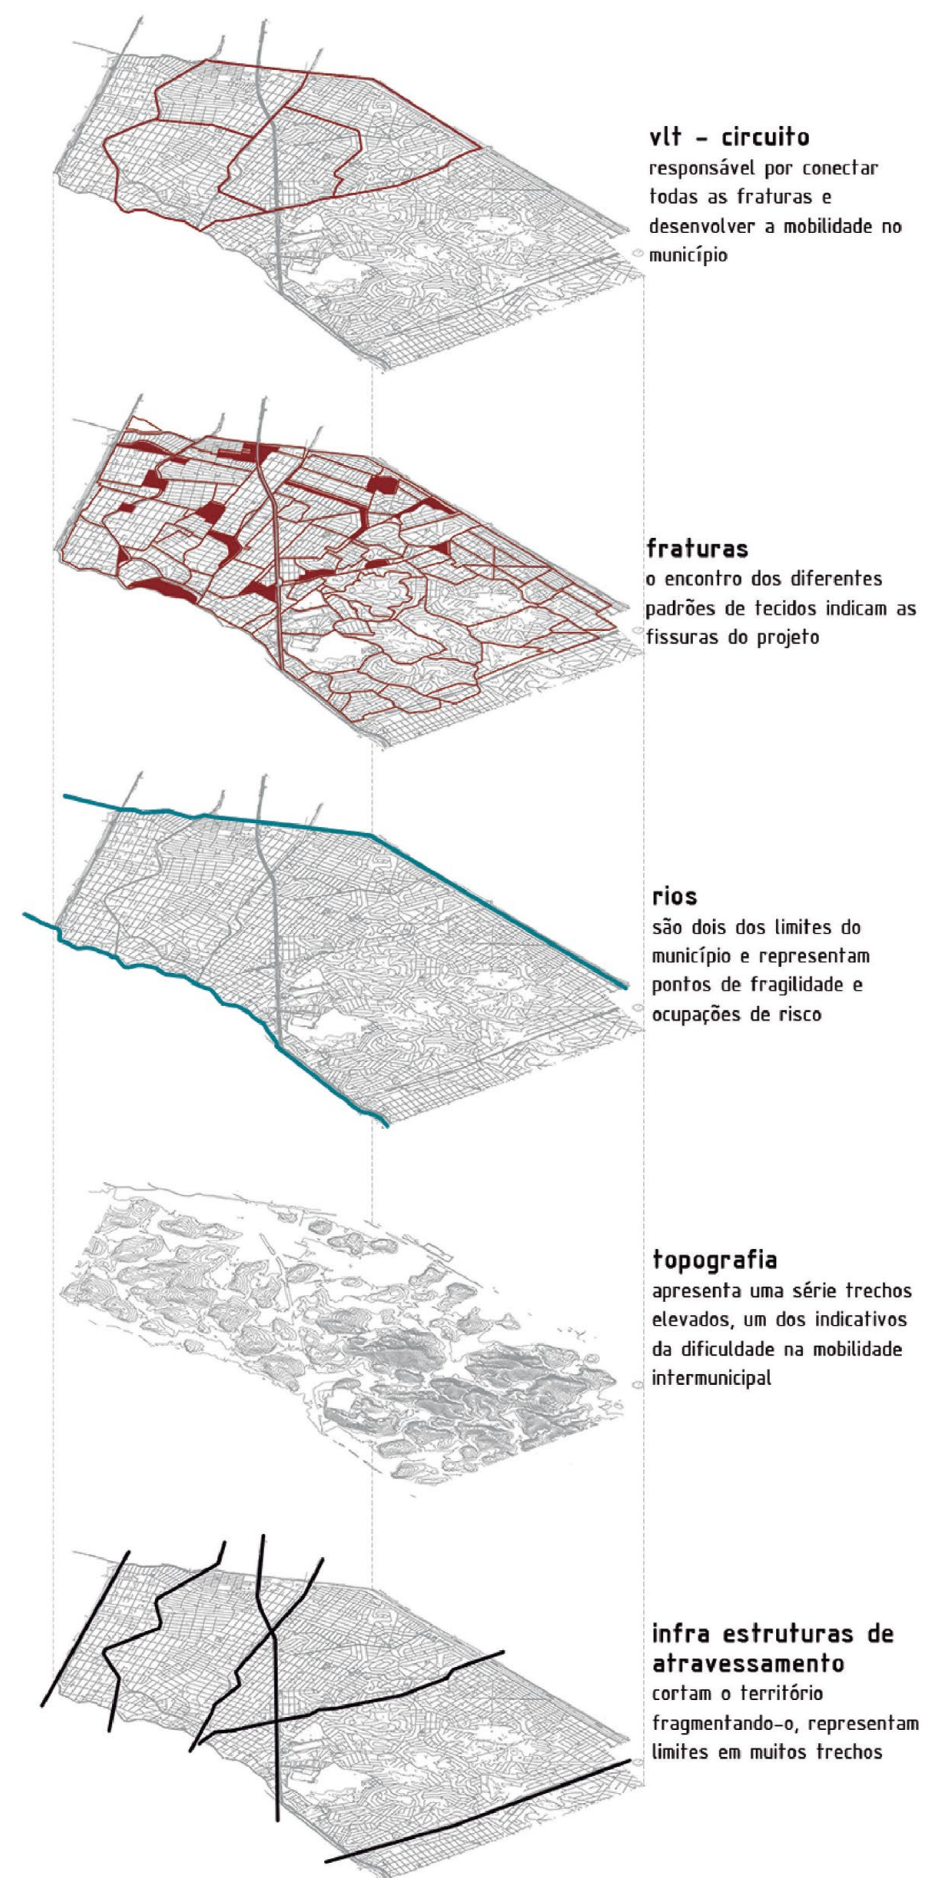 vlt - circuito
responsável por conectar
todas as fraturas e
desenvolver a mobilidade no
município
fraturas
o encontro dos diferentes
padrões de tecidos indicam as
fissuras do projeto
rios
são dois dos limites do
município e representam
pontos de fragilidade e
ocupações de risco
topografia
apresenta uma série trechos
elevados, um dos indicativos
da dificuldade na mobilidade
intermunicipal
infra estruturas de
atravessamento
cortam o território
fragmentando-o, representam
limites em muitos trechos